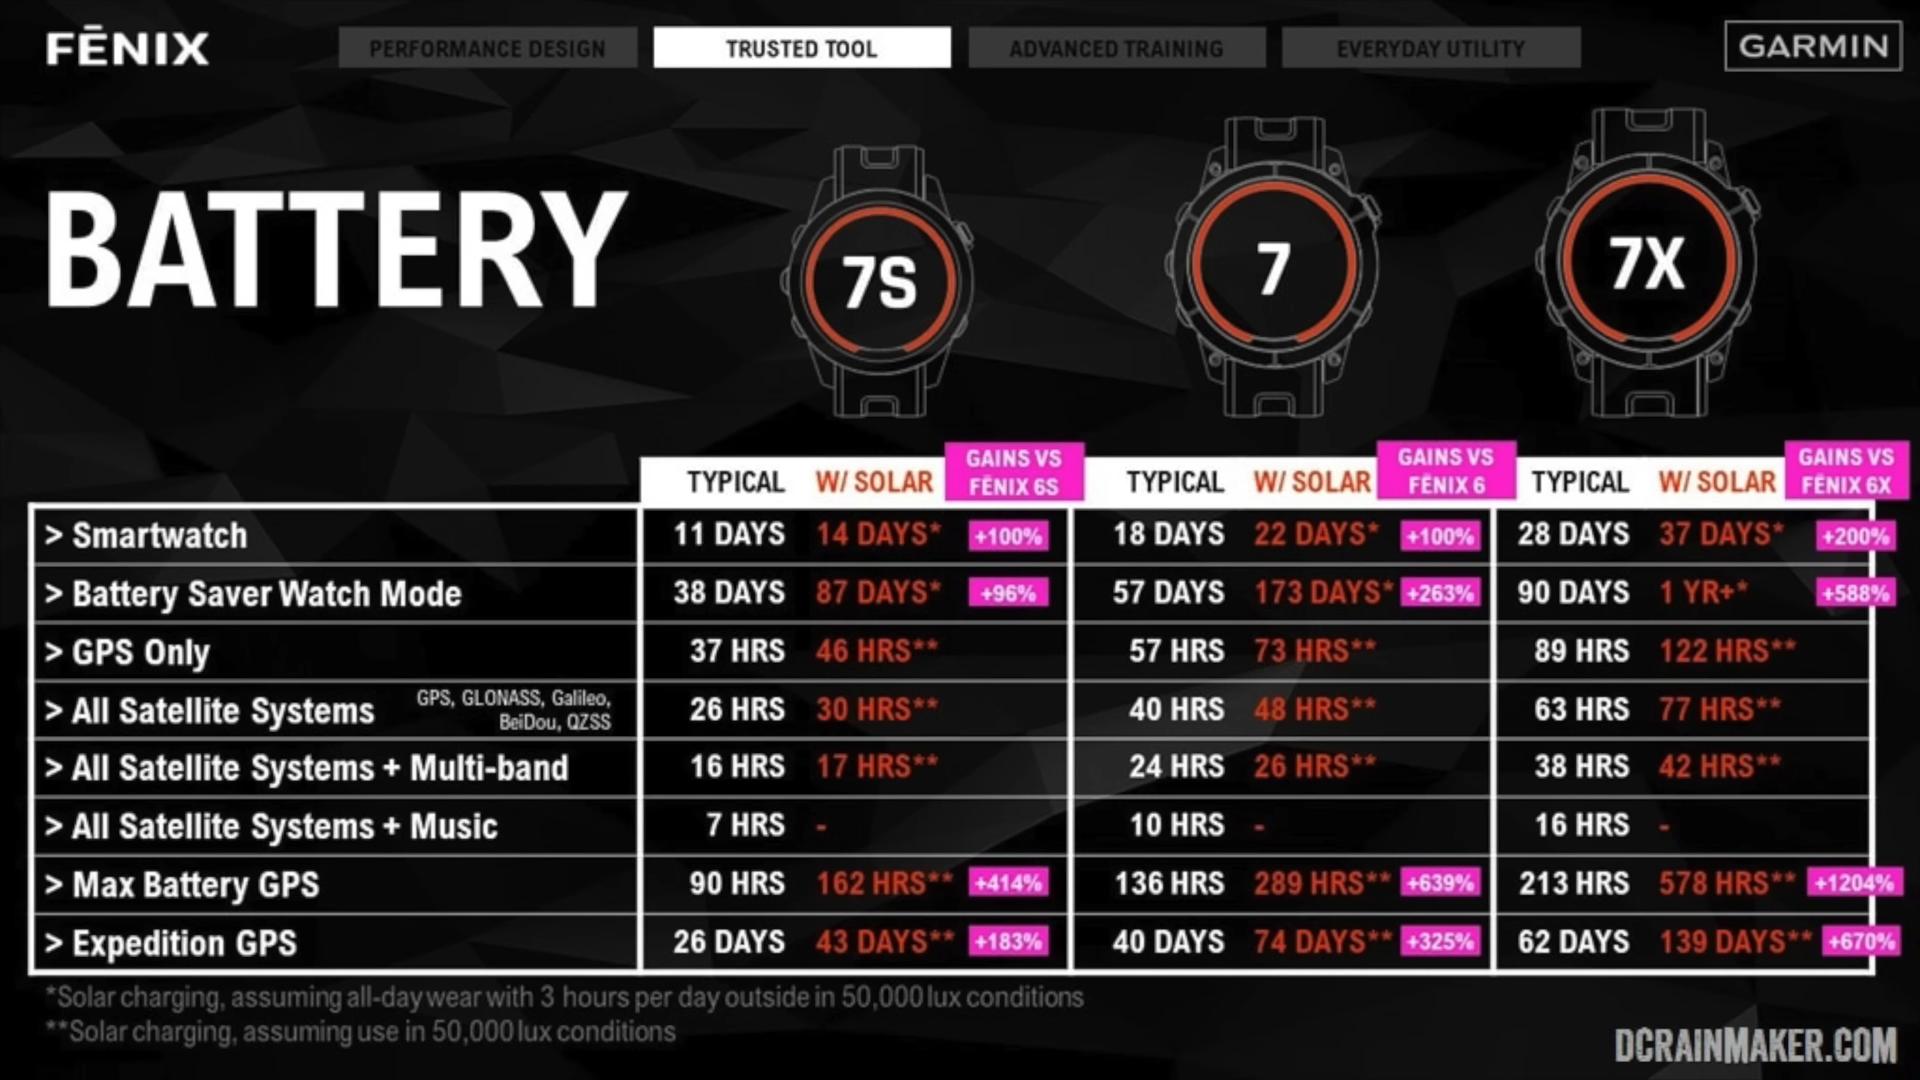 FĒNIX
PERFORMANCE DESIGN
TRUSTED TOOL
ADVANCED TRAINING
EVERYDAY UTILITY
GARMIN
BATTERY
7S
7
7X
TYPICAL W/ SOLAR GAINS VS FĒNIX 6S TYPICAL W/ SOLAR GAINS VS FĒNIX 6 TYPICAL W/ SOLAR GAINS VS FĒNIX 6X
> Smartwatch 11 DAYS 14 DAYS* +100% 18 DAYS 22 DAYS* +100% 28 DAYS 37 DAYS* +200%
> Battery Saver Watch Mode 38 DAYS 87 DAYS* +96% 57 DAYS 173 DAYS* +263% 90 DAYS 1 YR+* +588%
> GPS Only 37 HRS 46 HRS** 57 HRS 73 HRS** 89 HRS 122 HRS**
> All Satellite Systems GPS, GLONASS, Galileo, BeiDou, QZSS 26 HRS 30 HRS** 40 HRS 48 HRS** 63 HRS 77 HRS**
> All Satellite Systems + Multi-band 16 HRS 17 HRS** 24 HRS 26 HRS** 38 HRS 42 HRS**
> All Satellite Systems + Music 7 HRS - 10 HRS - 16 HRS -
> Max Battery GPS 90 HRS 162 HRS** +414% 136 HRS 289 HRS** +639% 213 HRS 578 HRS** +1204%
> Expedition GPS 26 DAYS 43 DAYS** +183% 40 DAYS 74 DAYS** +325% 62 DAYS 139 DAYS** +670%
*Solar charging, assuming all-day wear with 3 hours per day outside in 50,000 lux conditions
**Solar charging, assuming use in 50,000 lux conditions
DCRAINMAKER.COM